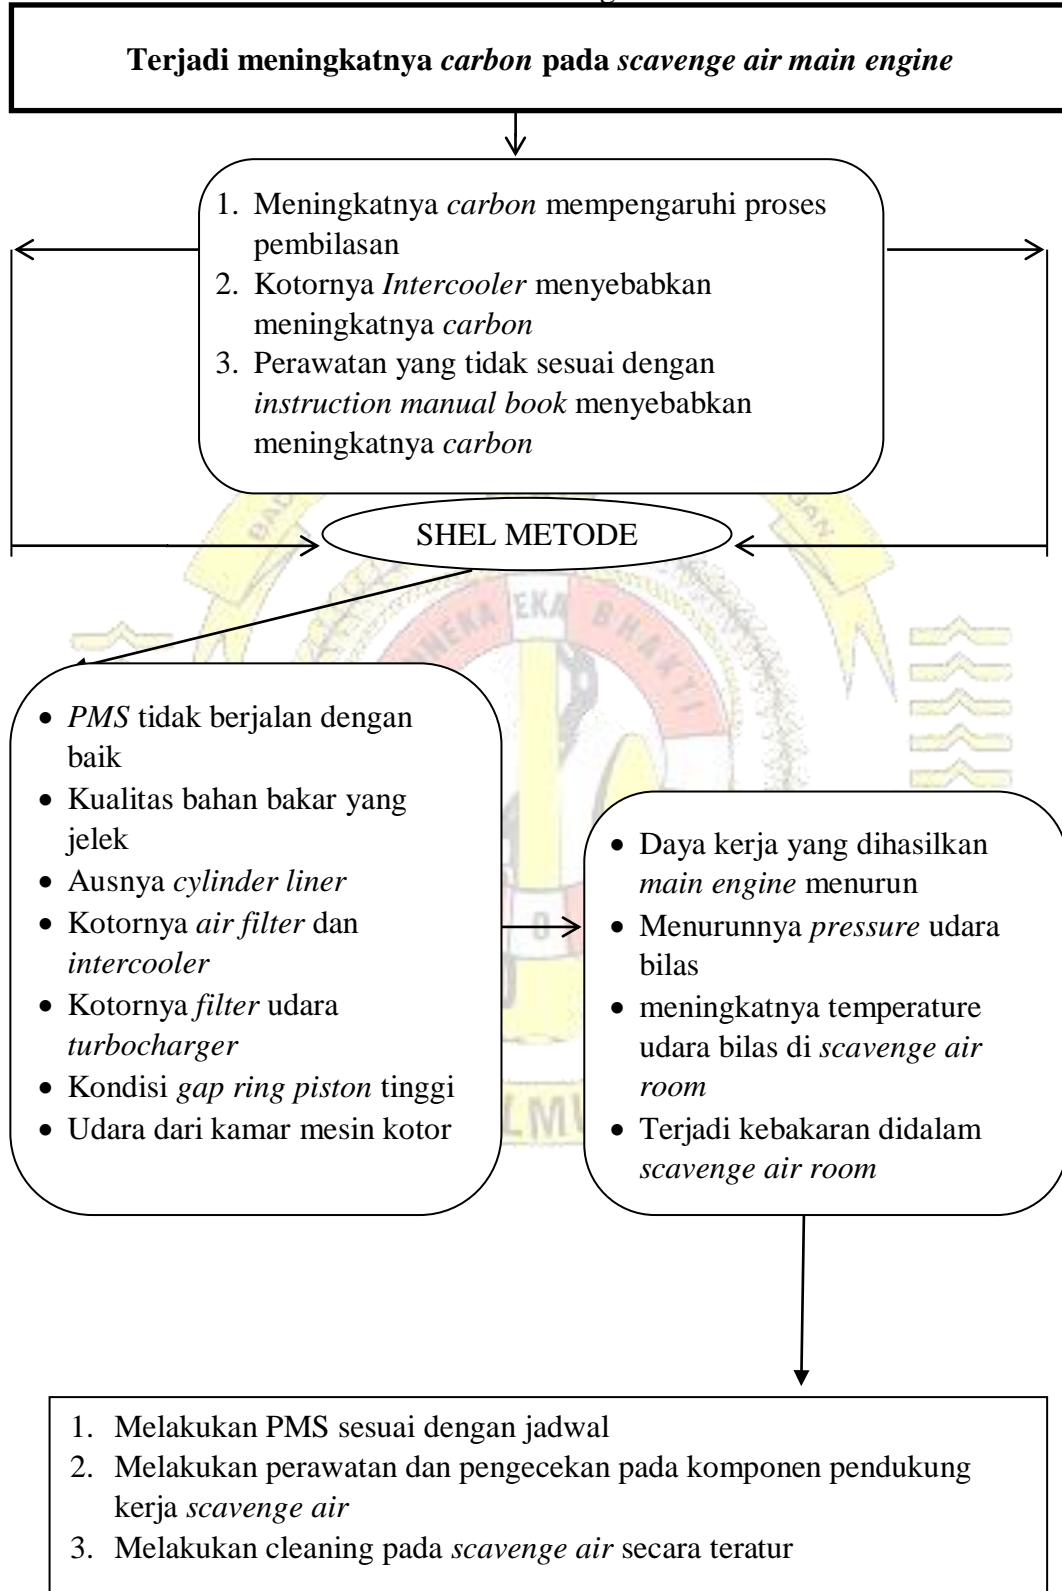 Terjadi meningkatnya carbon pada scavenge air main engine
1. Meningkatnya carbon mempengaruhi proses
pembilasan
2. Kotornya Intercooler menyebabkan
meningkatnya carbon
3. Perawatan yang tidak sesuai dengan
instruction manual book menyebabkan
meningkatnya carbon
SHEL METODE
EKA
BHAKTI
• PMS tidak berjalan dengan
baik
• Kualitas bahan bakar yang
jelek
• Ausnya cylinder liner
• Kotornya air filter dan
intercooler
• Kotornya filter udara
turbocharger
• Kondisi gap ring piston tinggi
• Udara dari kamar mesin kotor
• Daya kerja yang dihasilkan
main engine menurun
• Menurunnya pressure udara
bilas
• meningkatnya temperature
udara bilas di scavenge air
room
• Terjadi kebakaran didalam
scavenge air room
1. Melakukan PMS sesuai dengan jadwal
2. Melakukan perawatan dan pengecekan pada komponen pendukung
kerja scavenge air
3. Melakukan cleaning pada scavenge air secara teratur